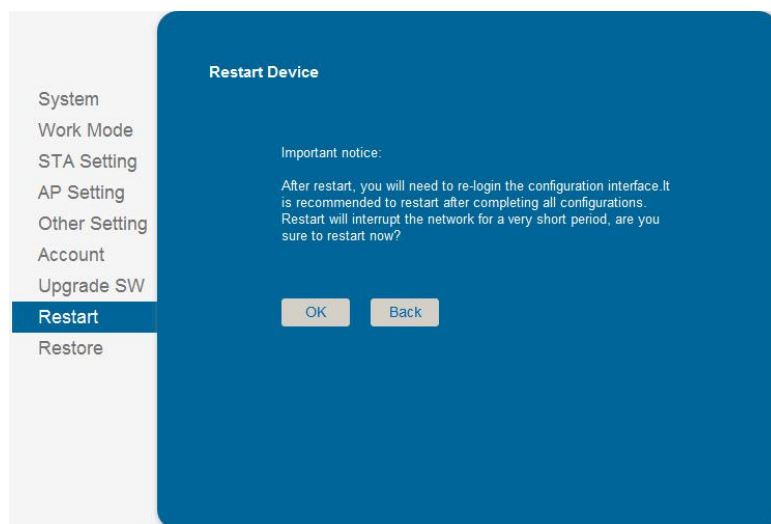 Restart Device
System
Work Mode
STA Setting
AP Setting
Other Setting
Account
Upgrade SW
Restart
Restore
Important notice:
After restart, you will need to re-login the configuration interface.It
is recommended to restart after completing all configurations.
Restart will interrupt the network for a very short period, are you
sure to restart now?
OK
Back